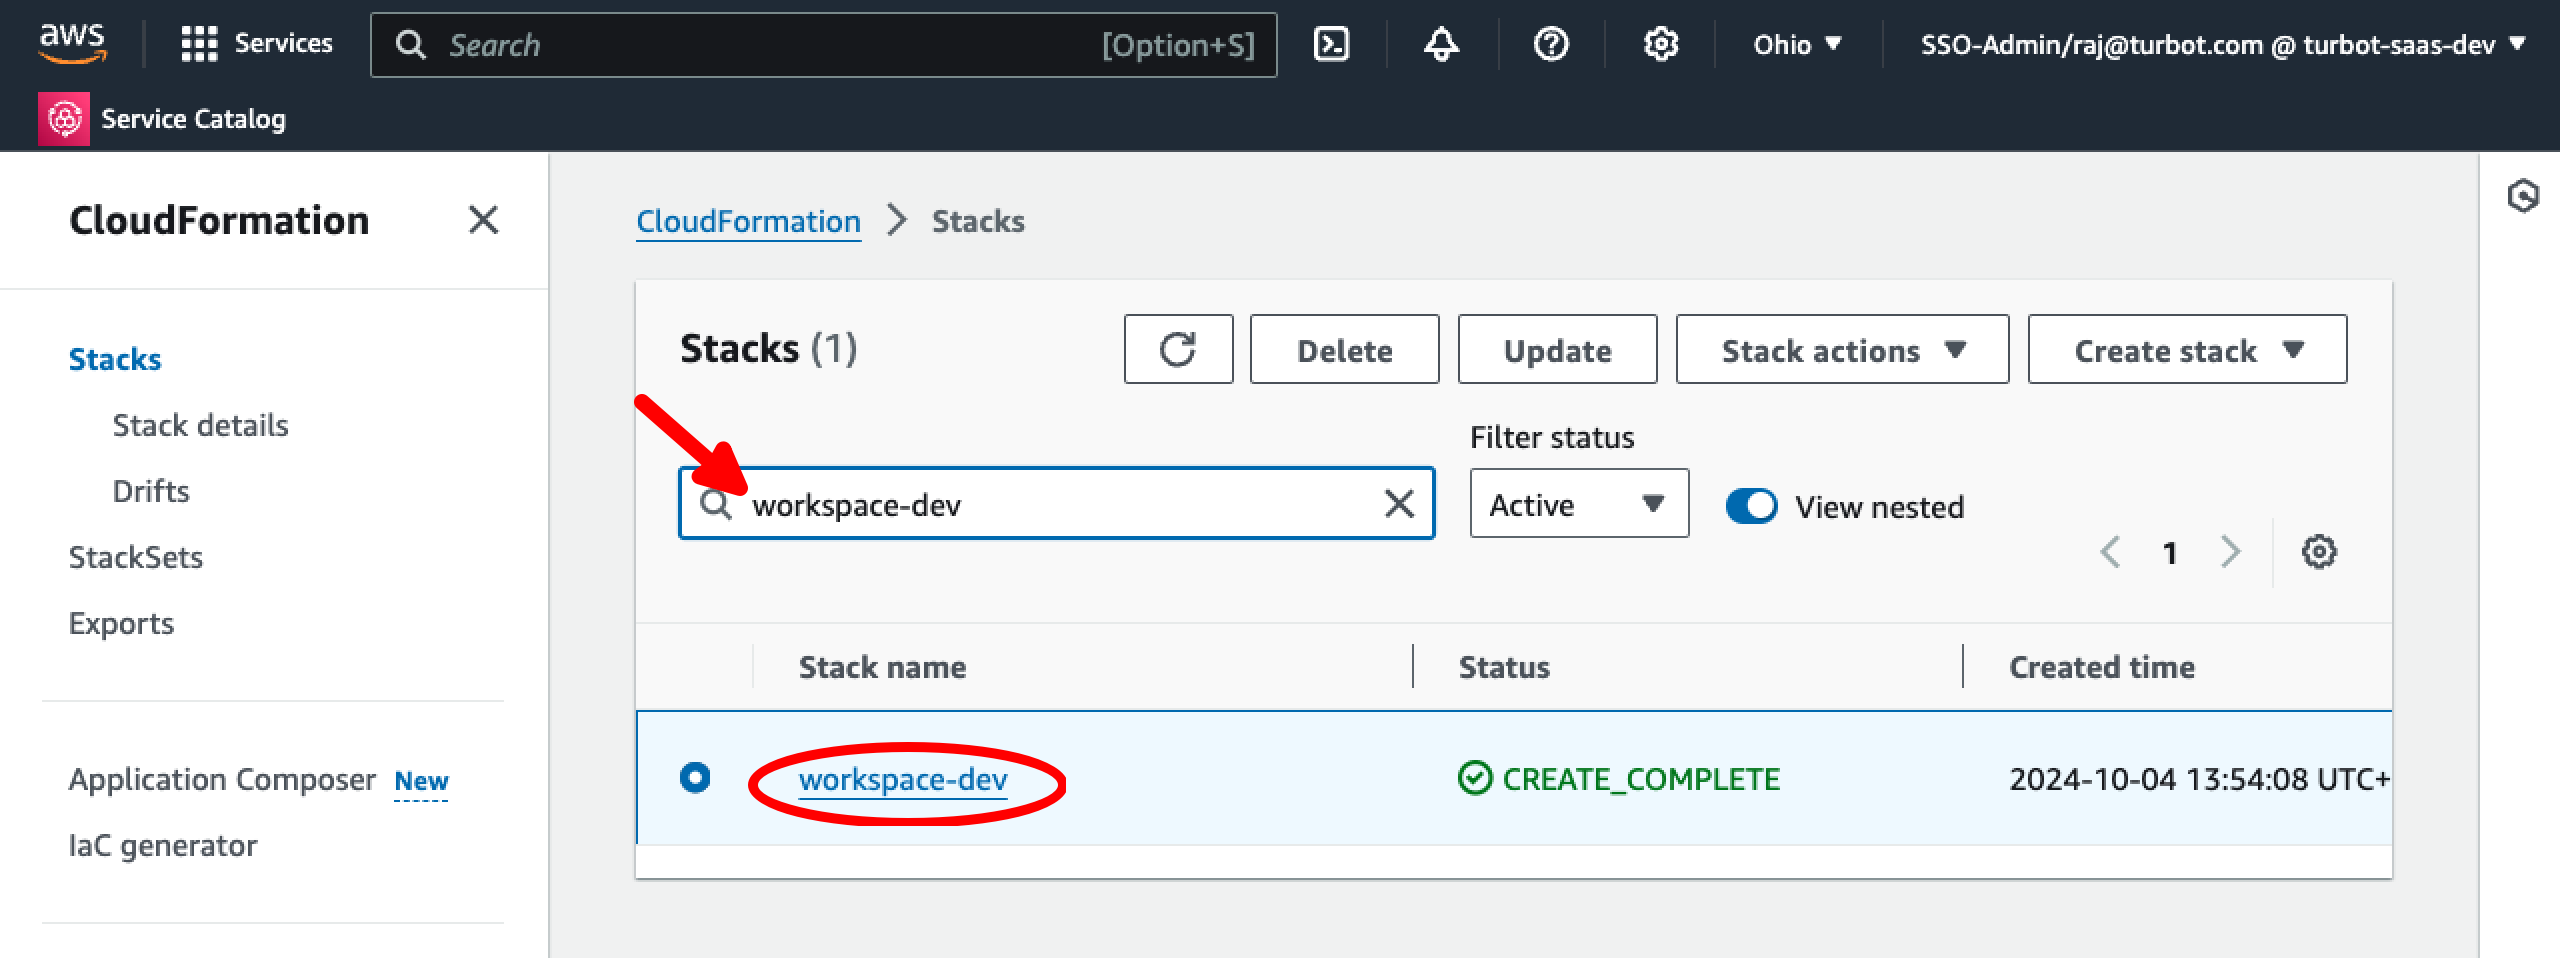 aws
Services
Search
[Option+S]
Ohio
SSO-Admin/raj@turbot.com @ turbot-saas-dev
Service Catalog
CloudFormation
Stacks
Stack details
Drifts
StackSets
Exports
Application Composer New
IaC generator
CloudFormation > Stacks
Stacks (1)
Delete
Update
Stack actions
Create stack
workspace-dev
Filter status
Active
View nested
1
Stack name
Status
Created time
workspace-dev
CREATE_COMPLETE
2024-10-04 13:54:08 UTC+